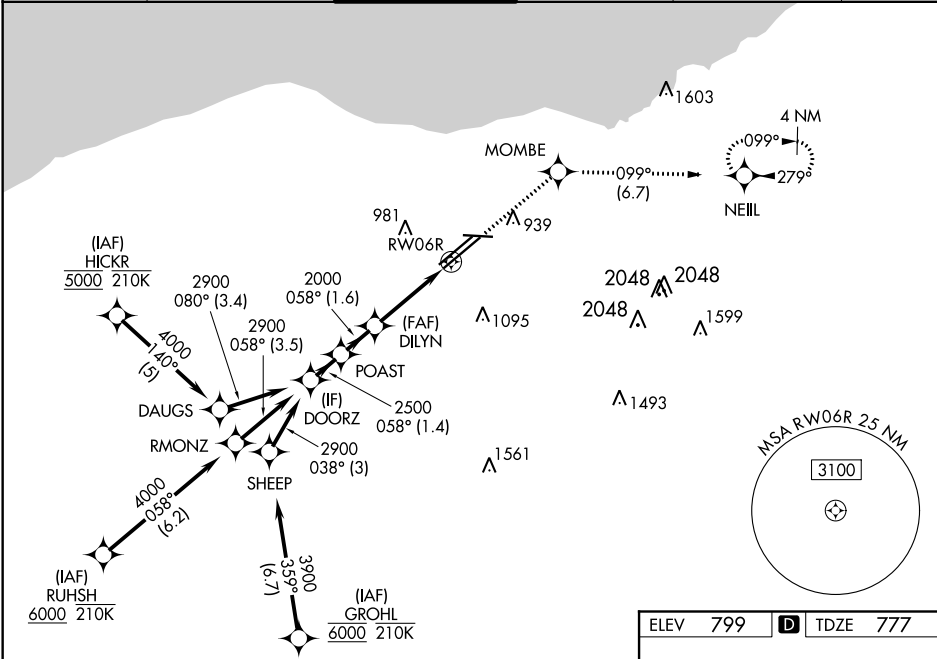 1603
4 NM
099°
279°
NEIIL
MOMBE
099°
(6.7)
981
939
RW06R
(IAF)
HICKR
5000 210K
2900
080° (3.4)
2000
058° (1.6)
2900
058° (3.5)
4000
140°
(5)
(FAF)
DILYN
1095
2048
2048
2048
1599
POAST
DAUGS
(IF)
DOORZ
2500
058° (1.4)
1493
RMONZ
2900
038° (3)
SHEEP
1561
MSA RW06R 25 NM
3100
4000
058°
(6.2)
(IAF)
RUHSH
6000 210K
3900
359°
(6.7)
(IAF)
GROHL
6000 210K
ELEV 799 D TDZE 777